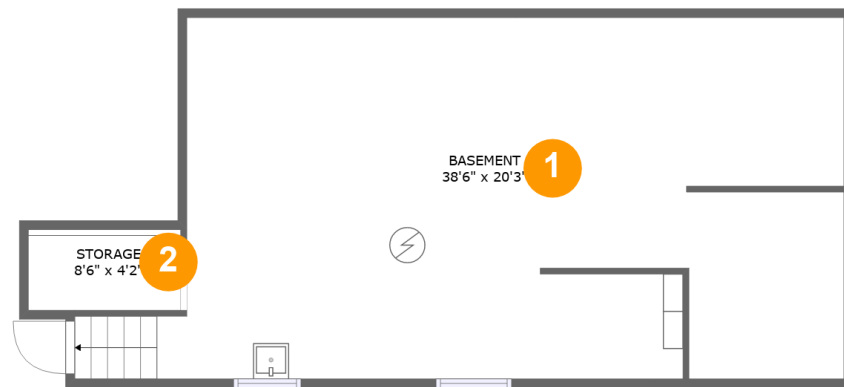 BASEMENT
38'6" x 20'3"
1
STORAGE
8'6" x 4'2"
2